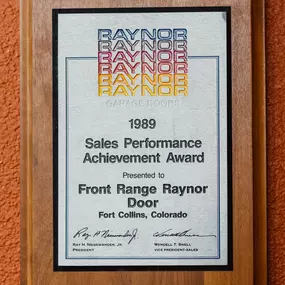 RAYNOR
RAYNOR
RAYNOR
RAYNOR
RAYNOR
RAYNOR
GARAGE DOORS
1989
Sales Performance
Achievement Award
Presented to
Front Range Raynor
Door
Fort Collins, Colorado
Ray H. Neisewander, Jr.
President
Wendell T. Snell
Vice President-Sales